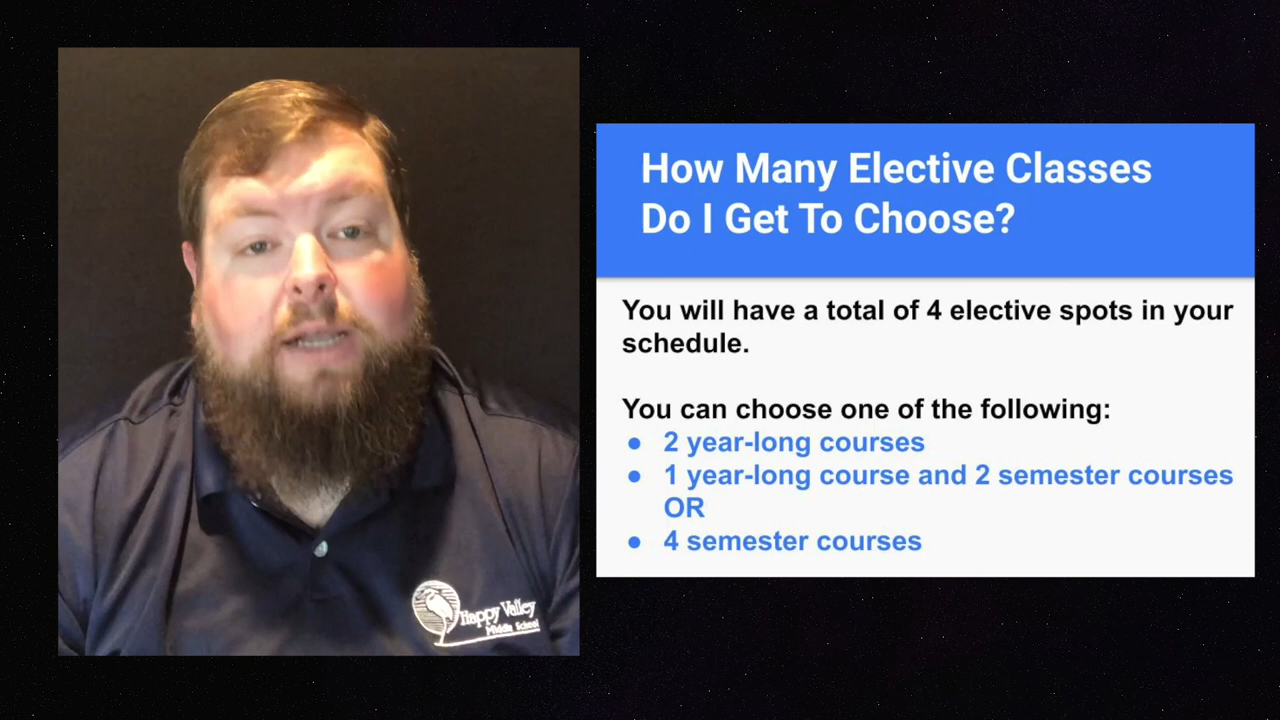 How Many Elective Classes
Do I Get To Choose?
You will have a total of 4 elective spots in your
schedule.
You can choose one of the following:
● 2 year-long courses
● 1 year-long course and 2 semester courses
OR
● 4 semester courses
Happy Valley
Middle School